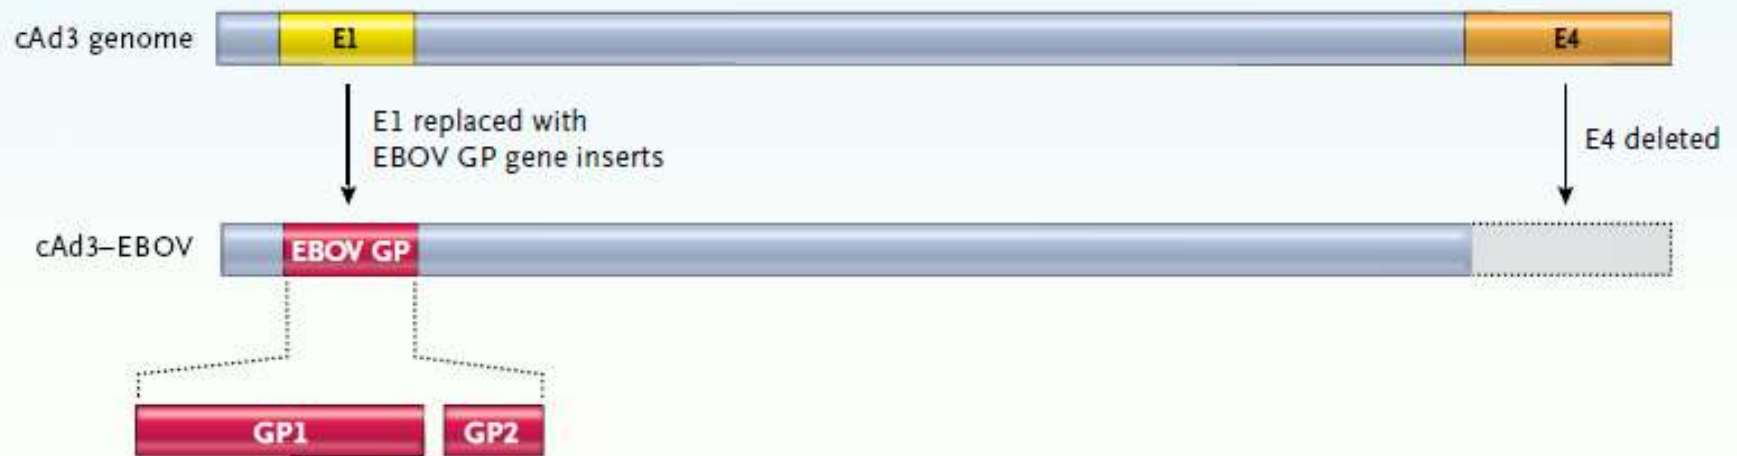 cAd3 genome
E1
E4
E1 replaced with
EBOV GP gene inserts
E4 deleted
cAd3–EBOV
EBOV GP
GP1
GP2